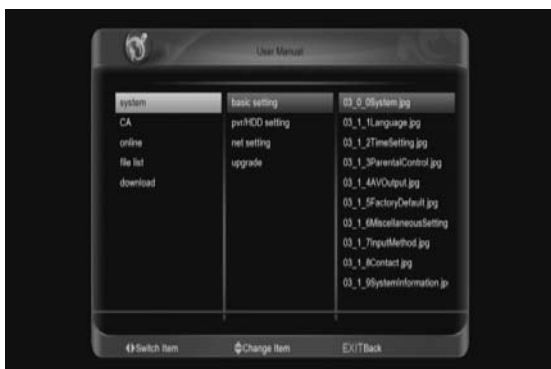 User Manual
system
CA
online
file list
download
basic setting
pvr/HDD setting
net setting
upgrade
03_0_0System.jpg
03_1_1Language.jpg
03_1_2TimeSetting.jpg
03_1_3ParentalControl.jpg
03_1_4AVOutput.jpg
03_1_5FactoryDefault.jpg
03_1_6MiscellaneousSetting
03_1_7InputMethod.jpg
03_1_8Contact.jpg
03_1_9SystemInformation.jp
Switch Item
Change Item
EXIT Back